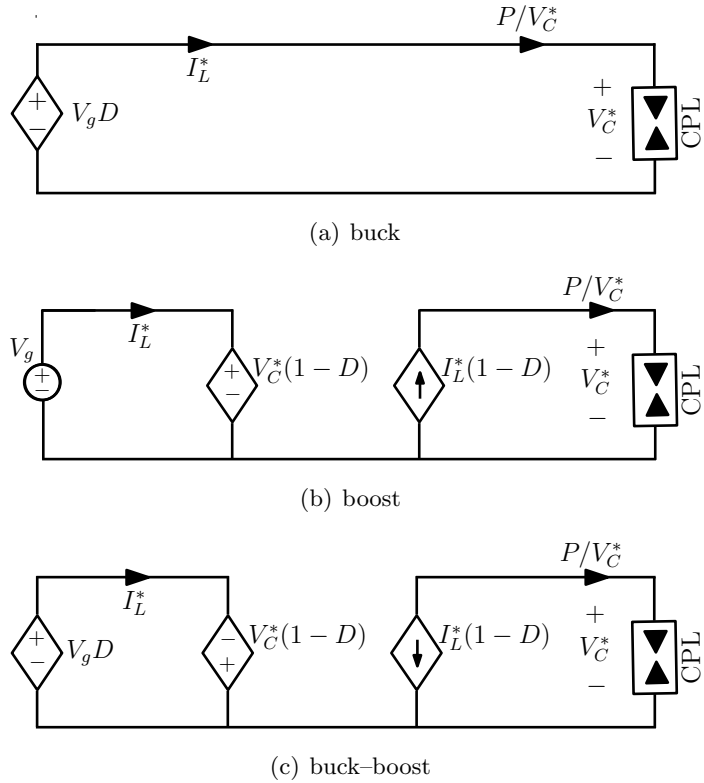 P/V_C^*
I_L^*
+
−
V_gD
+
V_C^*
−
CPL
(a) buck
P/V_C^*
I_L^*
V_g
+
−
+
−
V_C^*(1 − D)
I_L^*(1 − D)
+
V_C^*
−
CPL
(b) boost
P/V_C^*
I_L^*
+
−
V_gD
−
+
V_C^*(1 − D)
I_L^*(1 − D)
+
V_C^*
−
CPL
(c) buck–boost